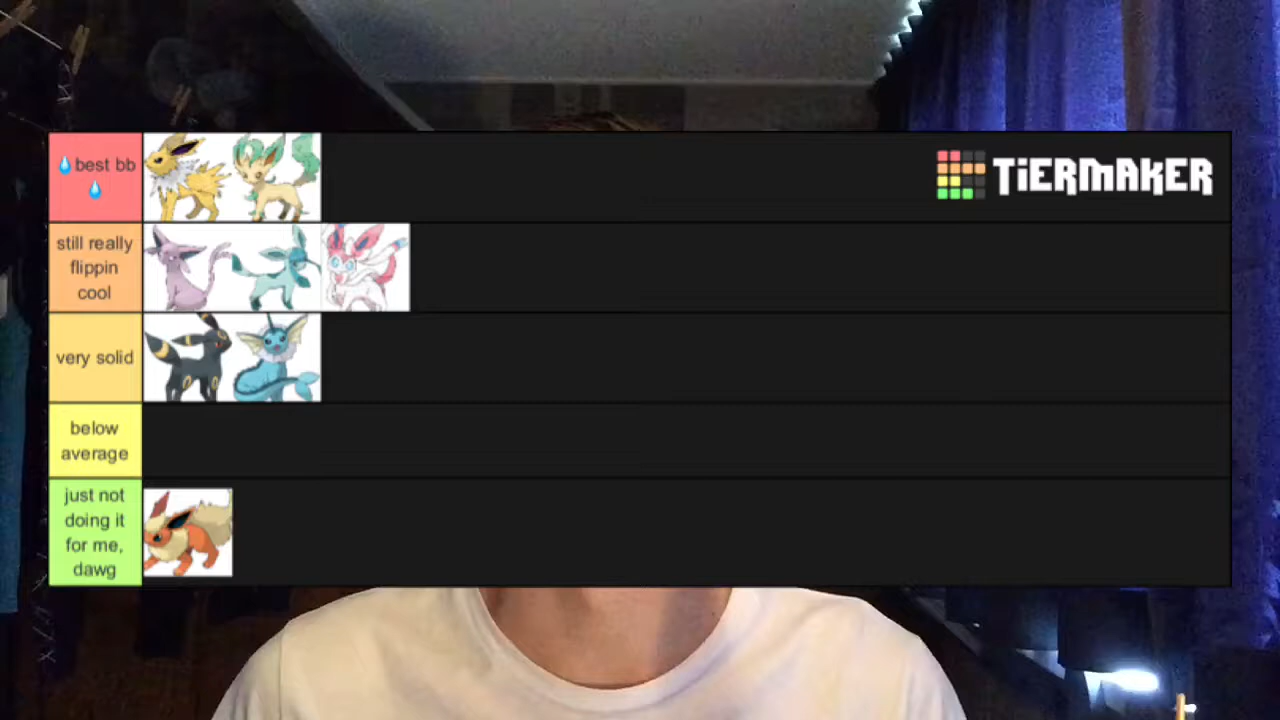 💧best bb
💧
TiERMAKER
still really
flippin
cool
very solid
below
average
just not
doing it
for me,
dawg